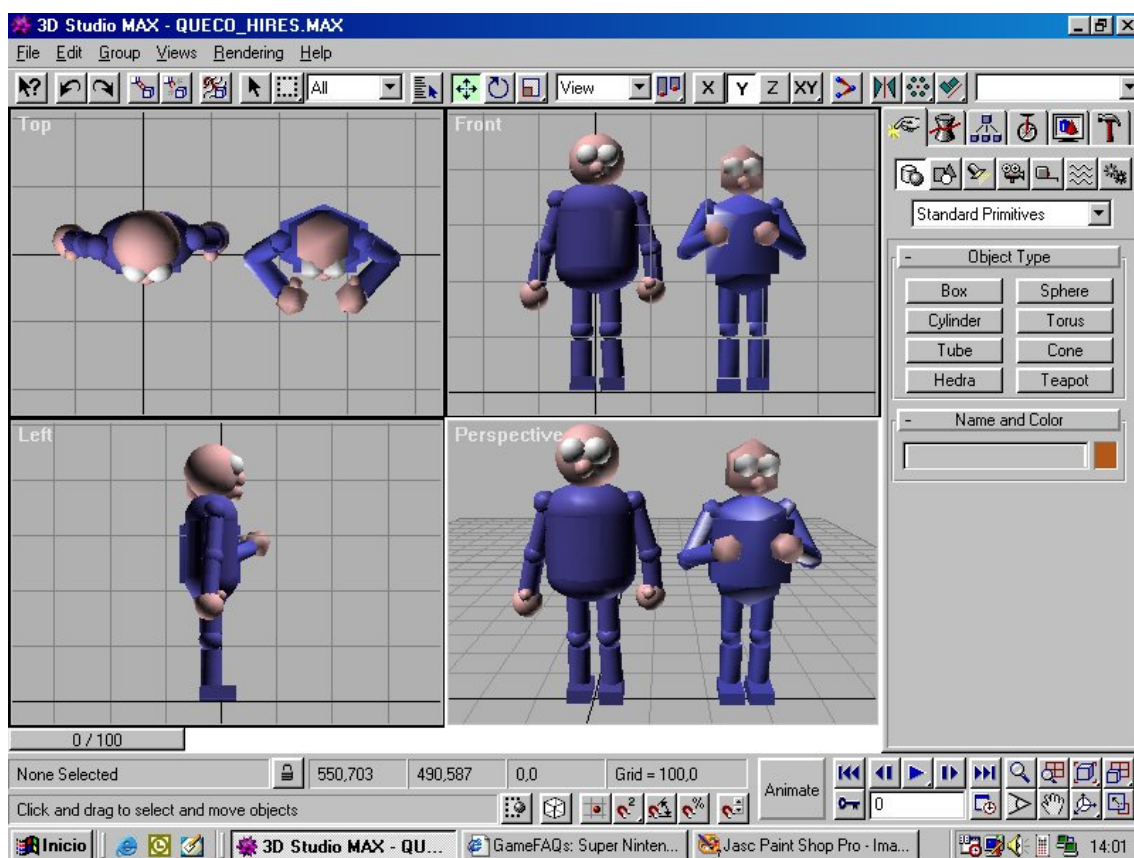 3D Studio MAX - QUECO_HIRES.MAX
File Edit Group Views Rendering Help
All View X Y Z XY
Top
Front
Left
Perspective
Standard Primitives
- Object Type
Box Sphere
Cylinder Torus
Tube Cone
Hedra Teapot
- Name and Color
0 / 100
None Selected 550,703 490,587 0,0 Grid = 100,0
Animate
Click and drag to select and move objects
0
Inicio 3D Studio MAX - QU... GameFAQs: Super Ninten... Jasc Paint Shop Pro - Ima... 14:01